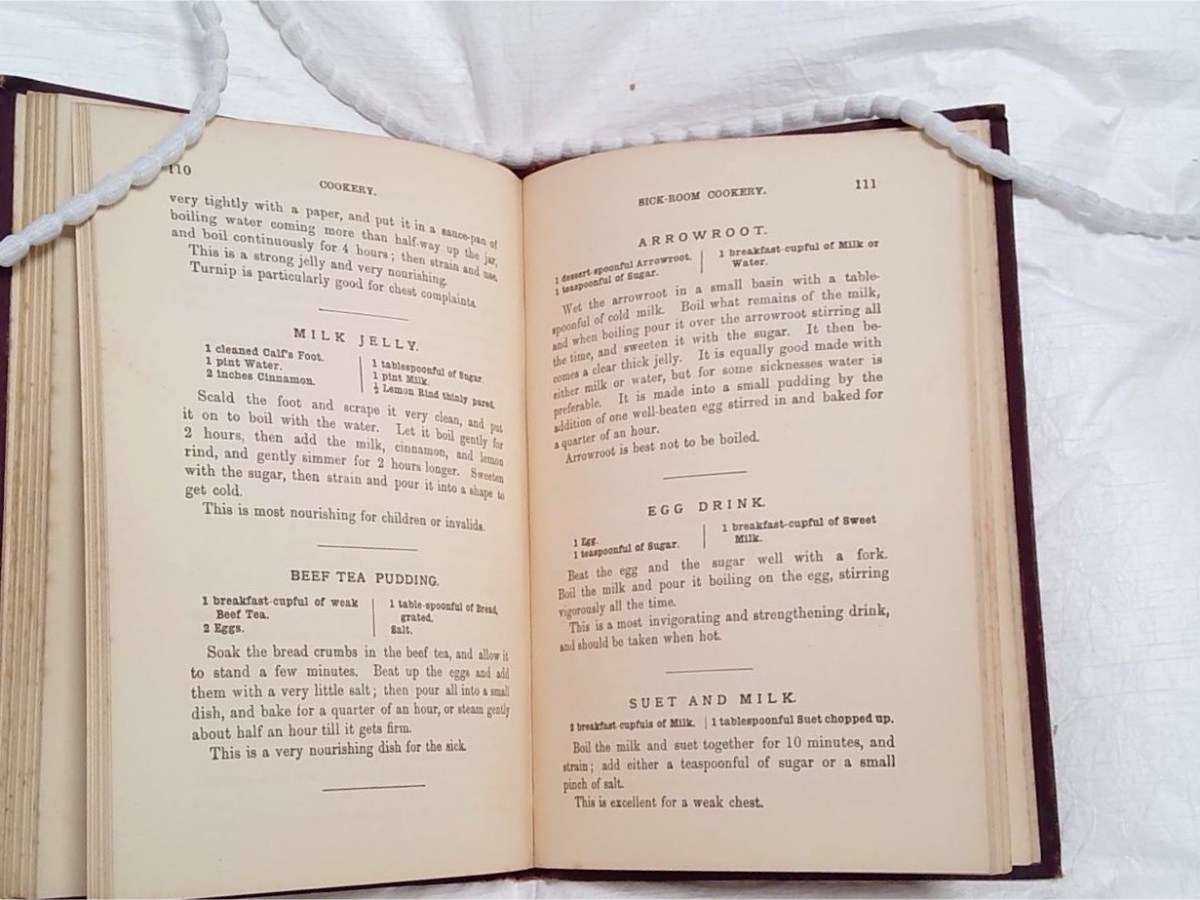 110
COOKERY.
very tightly with a paper, and put it in a sauce-pan of
boiling water coming more than half-way up the jar,
and boil continuously for 4 hours; then strain and use.
This is a strong jelly and very nourishing.
Turnip is particularly good for chest complaints.
MILK JELLY.
1 cleaned Calf's Foot.
1 pint Water.
2 inches Cinnamon.
1 tablespoonful of Sugar.
1 pint Milk.
½ Lemon Rind thinly pared.
Scald the foot and scrape it very clean, and put
it on to boil with the water. Let it boil gently for
2 hours, then add the milk, cinnamon, and lemon
rind, and gently simmer for 2 hours longer. Sweeten
with the sugar, then strain and pour it into a shape to
get cold.
This is most nourishing for children or invalids.
BEEF TEA PUDDING.
1 breakfast-cupful of weak
Beef Tea.
2 Eggs.
1 table-spoonful of Bread,
grated.
Salt.
Soak the bread crumbs in the beef tea, and allow it
to stand a few minutes. Beat up the eggs and add
them with a very little salt; then pour all into a small
dish, and bake for a quarter of an hour, or steam gently
about half an hour till it gets firm.
This is a very nourishing dish for the sick.
SICK-ROOM COOKERY.
111
ARROWROOT.
1 dessert-spoonful Arrowroot.
1 teaspoonful of Sugar.
1 breakfast-cupful of Milk or
Water.
Wet the arrowroot in a small basin with a table-
spoonful of cold milk. Boil what remains of the milk,
and when boiling pour it over the arrowroot stirring all
the time, and sweeten it with the sugar. It then be-
comes a clear thick jelly. It is equally good made with
either milk or water, but for some sicknesses water is
preferable. It is made into a small pudding by the
addition of one well-beaten egg stirred in and baked for
a quarter of an hour.
Arrowroot is best not to be boiled.
EGG DRINK.
1 Egg.
1 teaspoonful of Sugar.
1 breakfast-cupful of Sweet
Milk.
Beat the egg and the sugar well with a fork.
Boil the milk and pour it boiling on the egg, stirring
vigorously all the time.
This is a most invigorating and strengthening drink,
and should be taken when hot.
SUET AND MILK.
2 breakfast-cupfuls of Milk. | 1 tablespoonful Suet chopped up.
Boil the milk and suet together for 10 minutes, and
strain; add either a teaspoonful of sugar or a small
pinch of salt.
This is excellent for a weak chest.